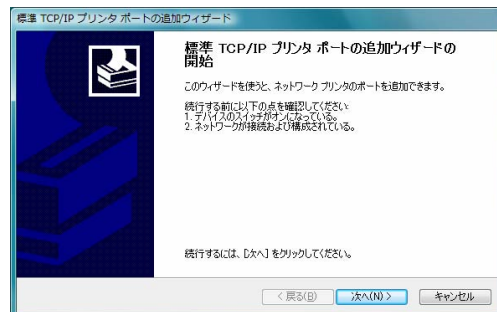 標準 TCP/IP プリンタ ポートの追加ウィザード
標準 TCP/IP プリンタ ポートの追加ウィザードの
開始
このウィザードを使うと、ネットワーク プリンタのポートを追加できます。
続行する前に以下の点を確認してください:
1. デバイスのスイッチがオンになっている。
2. ネットワークが接続および構成されている。
続行するには、[次へ] をクリックしてください。
< 戻る(B)
次へ(N) >
キャンセル